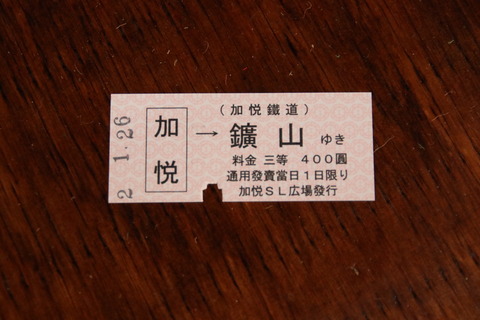 2.1.26
加悦
→
(加悦鐵道)
鑛山 ゆき
料金 三等 400圓
通用發賣當日1日限り
加悦SL広場發行